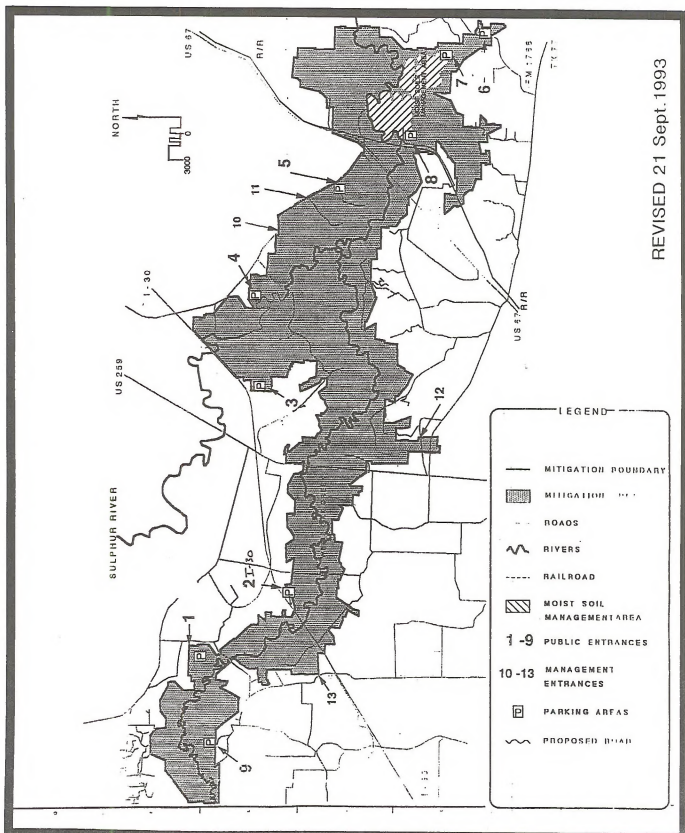 US 67
R/R
NORTH
3000
0
I-30
US 259
SULPHUR RIVER
1
2
I-30
3
4
10
11
5
7
6
8
9
13
12
P
P
P
P
P
P
P
P
US 67
R/R
REVISED 21 Sept.1993
LEGEND
MITIGATION BOUNDARY
MITIGATION
ROADS
RIVERS
RAILROAD
MOIST SOIL
MANAGEMENT AREA
1 - 9 PUBLIC ENTRANCES
10 - 13 MANAGEMENT
ENTRANCES
P PARKING AREAS
PROPOSED ROAD